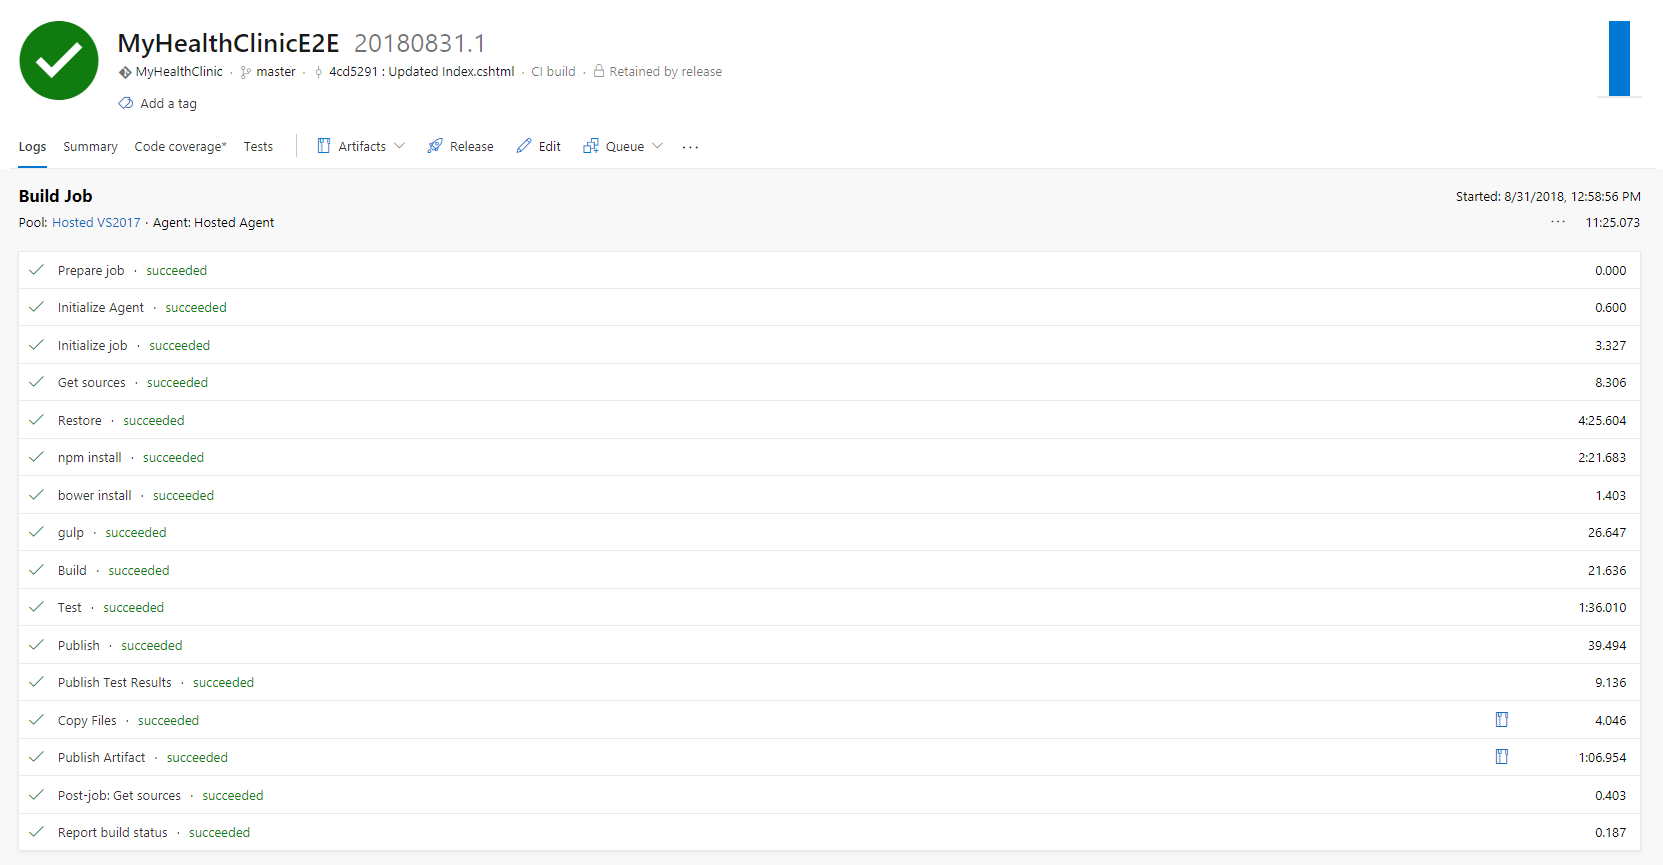 MyHealthClinicE2E 20180831.1
MyHealthClinic · master · 4cd5291 : Updated Index.cshtml · CI build · Retained by release
Add a tag
Logs Summary Code coverage* Tests Artifacts Release Edit Queue ...
Build Job Started: 8/31/2018, 12:58:56 PM
Pool: Hosted VS2017 · Agent: Hosted Agent ... 11:25.073
Prepare job · succeeded 0.000
Initialize Agent · succeeded 0.600
Initialize job · succeeded 3.327
Get sources · succeeded 8.306
Restore · succeeded 4:25.604
npm install · succeeded 2:21.683
bower install · succeeded 1.403
gulp · succeeded 26.647
Build · succeeded 21.636
Test · succeeded 1:36.010
Publish · succeeded 39.494
Publish Test Results · succeeded 9.136
Copy Files · succeeded 4.046
Publish Artifact · succeeded 1:06.954
Post-job: Get sources · succeeded 0.403
Report build status · succeeded 0.187